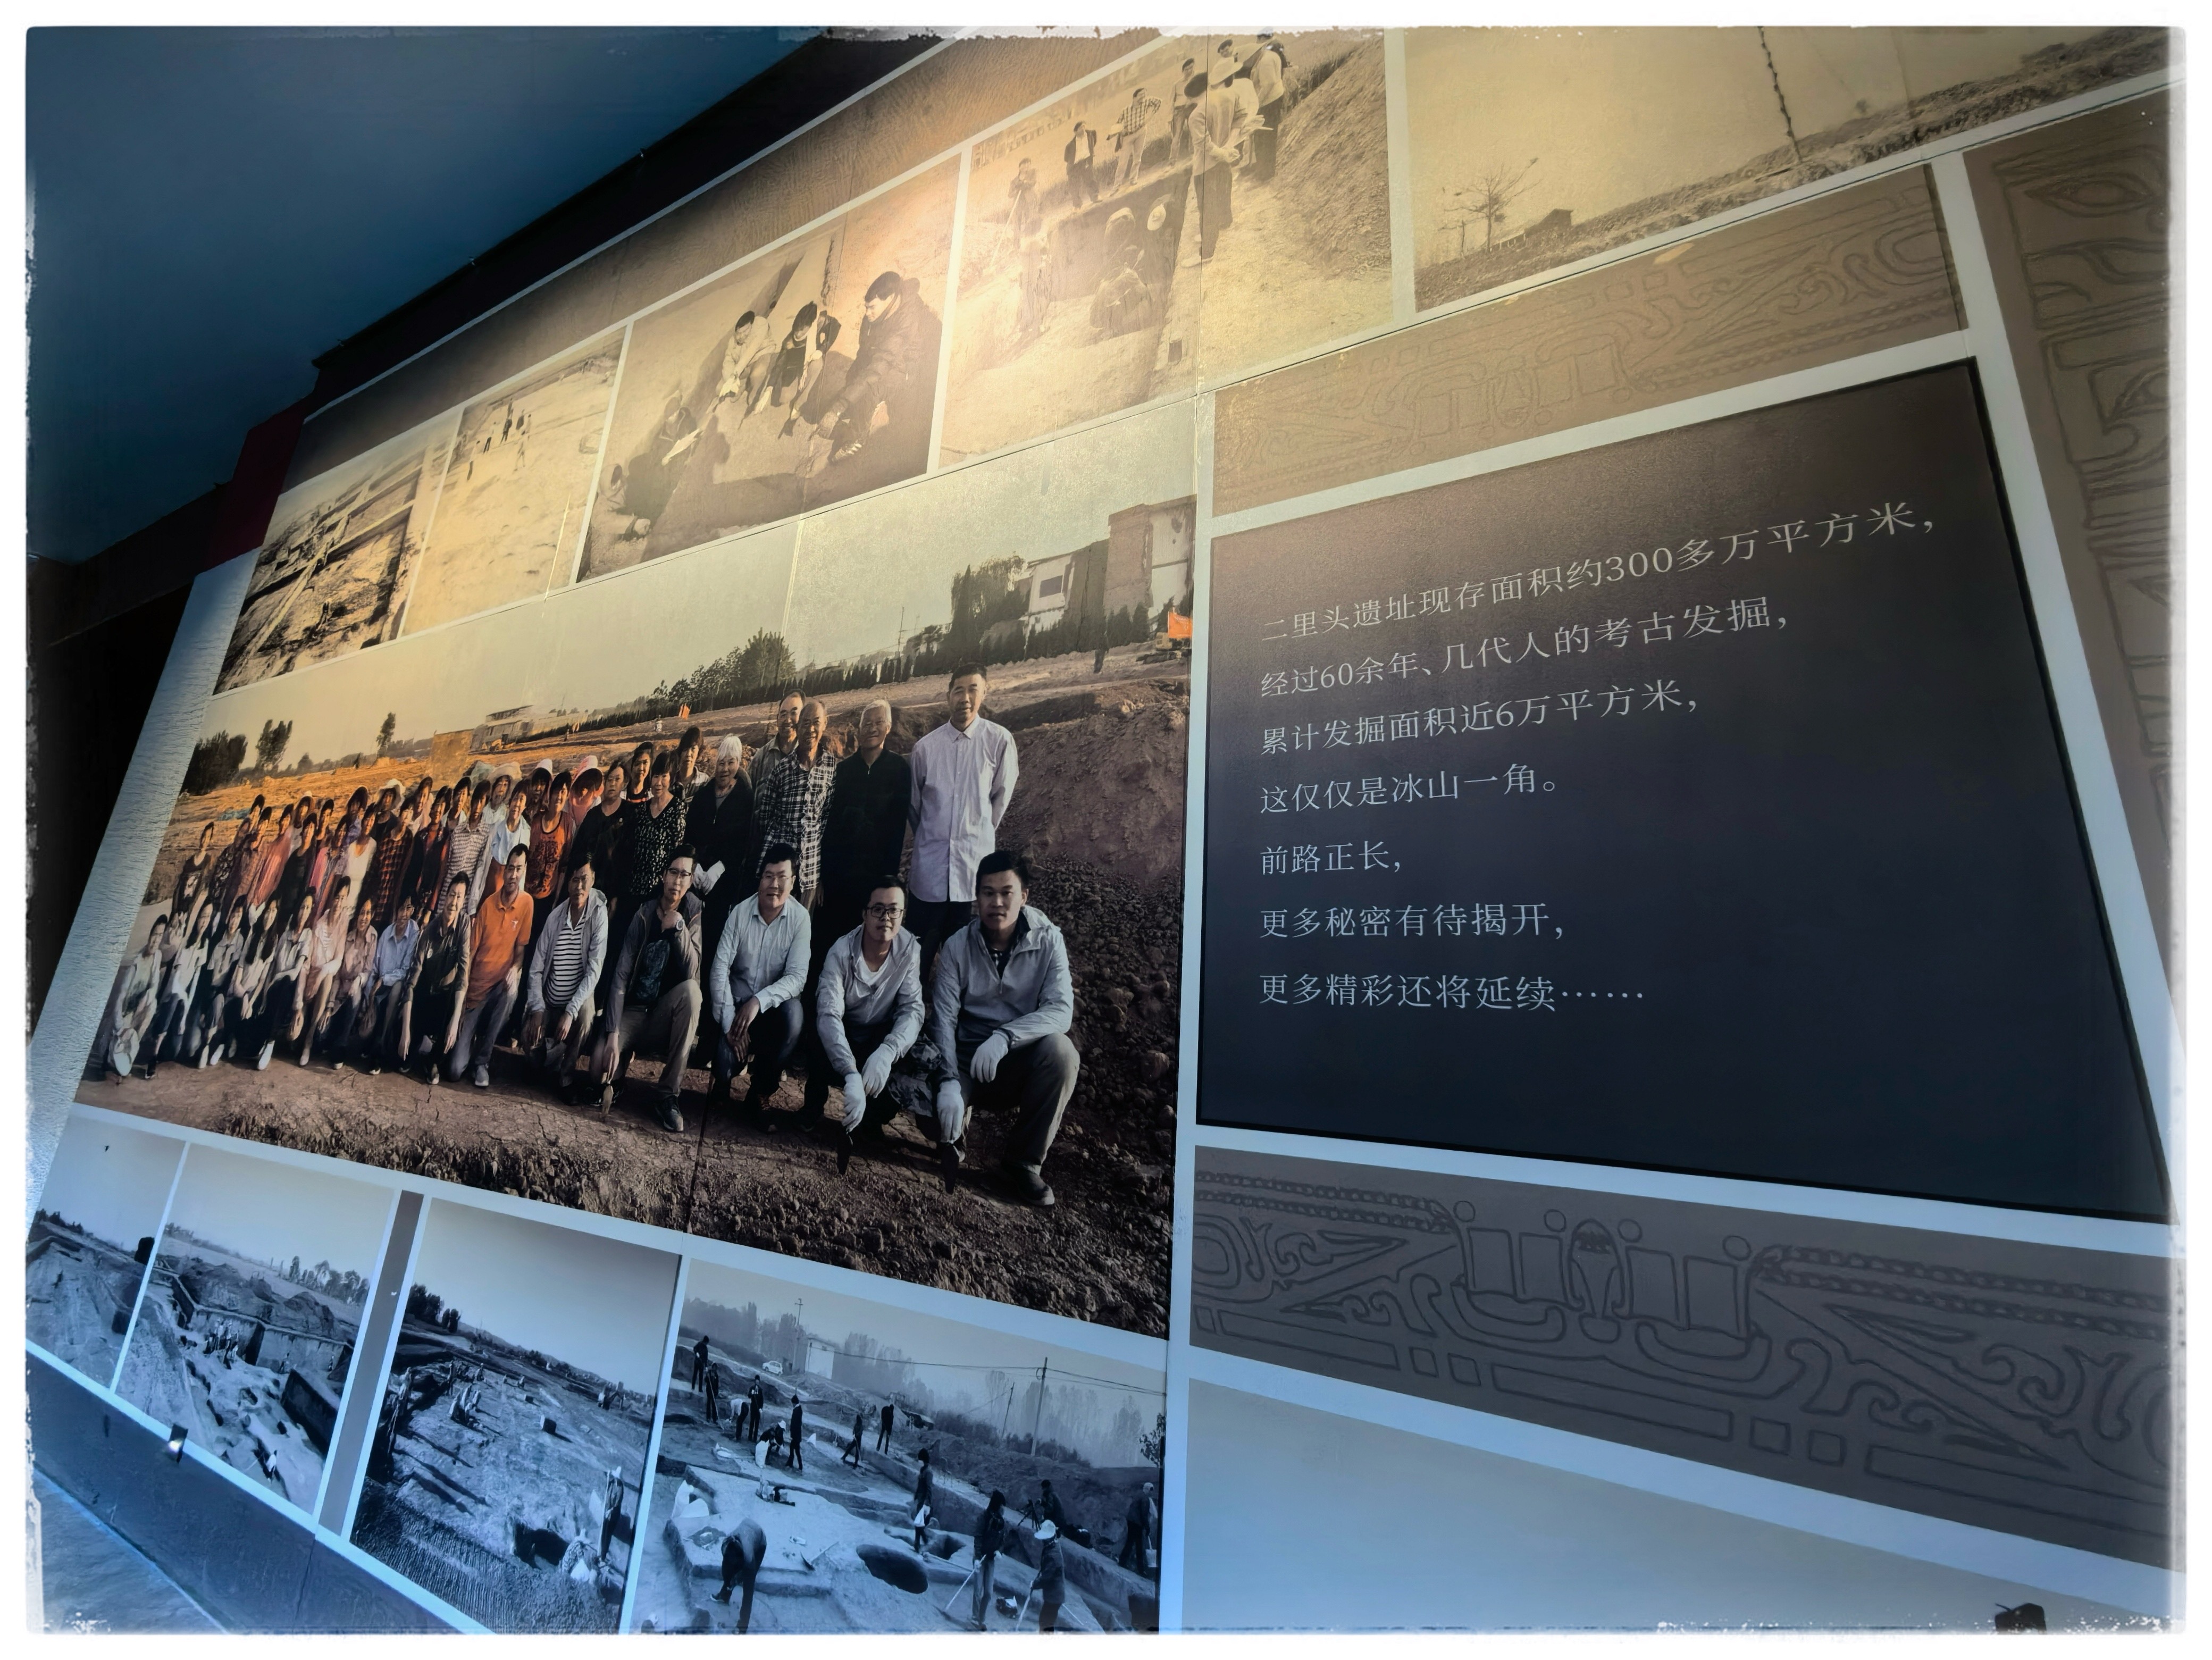 二里头遗址现存面积约300多万平方米，
经过60余年、几代人的考古发掘，
累计发掘面积近6万平方米，
这仅仅是冰山一角。
前路正长，
更多秘密有待揭开，
更多精彩还将延续……